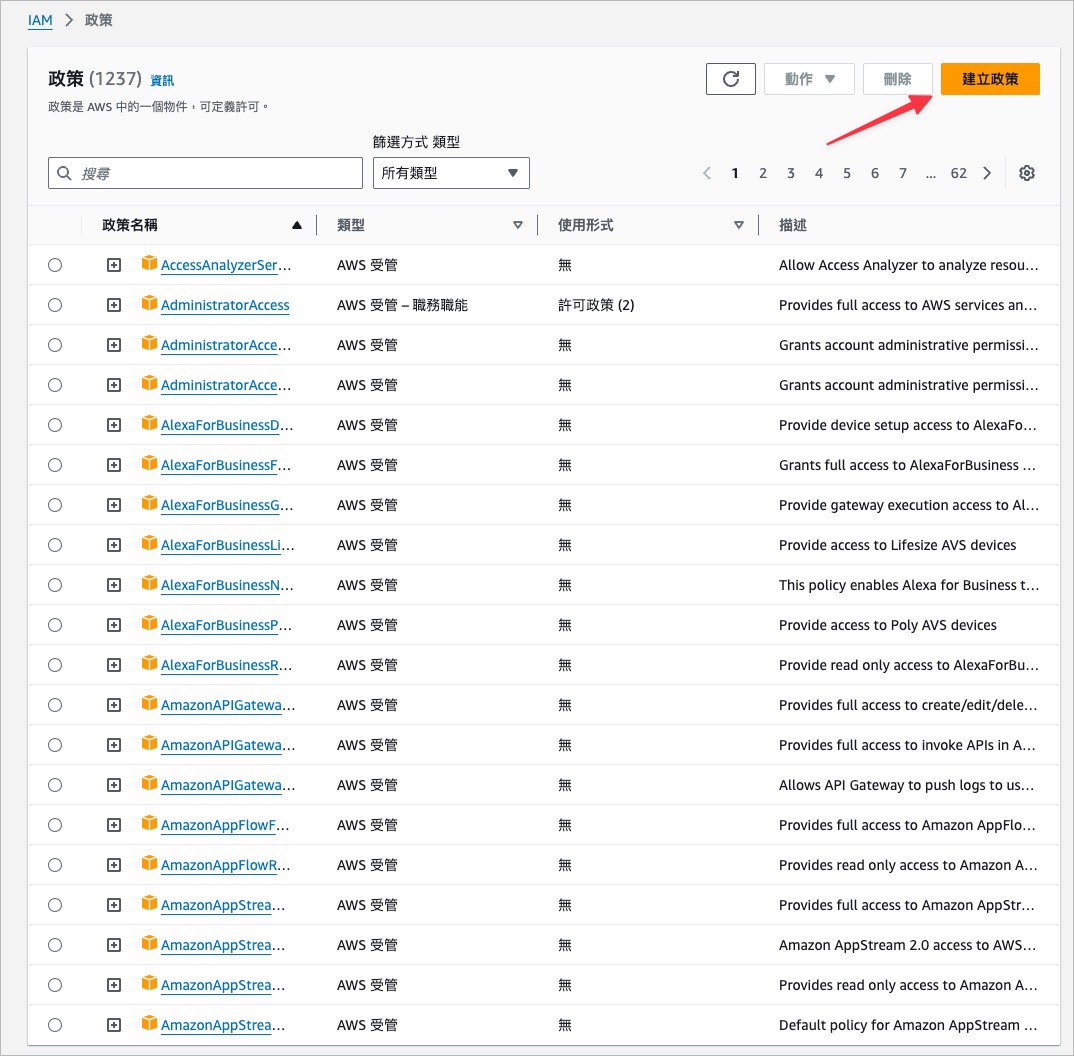 IAM > 政策
政策 (1237) 資訊
動作 刪除 建立政策
政策是 AWS 中的一個物件，可定義許可。
篩選方式 類型
搜尋 所有類型 1 2 3 4 5 6 7 ... 62
政策名稱 類型 使用形式 描述
AccessAnalyzerSer... AWS 受管 無 Allow Access Analyzer to analyze resou...
AdministratorAccess AWS 受管 – 職務職能 許可政策 (2) Provides full access to AWS services an...
AdministratorAcce... AWS 受管 無 Grants account administrative permissi...
AdministratorAcce... AWS 受管 無 Grants account administrative permissi...
AlexaForBusinessD... AWS 受管 無 Provide device setup access to AlexaFo...
AlexaForBusinessF... AWS 受管 無 Grants full access to AlexaForBusiness ...
AlexaForBusinessG... AWS 受管 無 Provide gateway execution access to Al...
AlexaForBusinessLi... AWS 受管 無 Provide access to Lifesize AVS devices
AlexaForBusinessN... AWS 受管 無 This policy enables Alexa for Business t...
AlexaForBusinessP... AWS 受管 無 Provide access to Poly AVS devices
AlexaForBusinessR... AWS 受管 無 Provide read only access to AlexaForBu...
AmazonAPIGatewa... AWS 受管 無 Provides full access to create/edit/dele...
AmazonAPIGatewa... AWS 受管 無 Provides full access to invoke APIs in A...
AmazonAPIGatewa... AWS 受管 無 Allows API Gateway to push logs to us...
AmazonAppFlowF... AWS 受管 無 Provides full access to Amazon AppFlo...
AmazonAppFlowR... AWS 受管 無 Provides read only access to Amazon A...
AmazonAppStrea... AWS 受管 無 Provides full access to Amazon AppStr...
AmazonAppStrea... AWS 受管 無 Amazon AppStream 2.0 access to AWS...
AmazonAppStrea... AWS 受管 無 Provides read only access to Amazon A...
AmazonAppStrea... AWS 受管 無 Default policy for Amazon AppStream ...